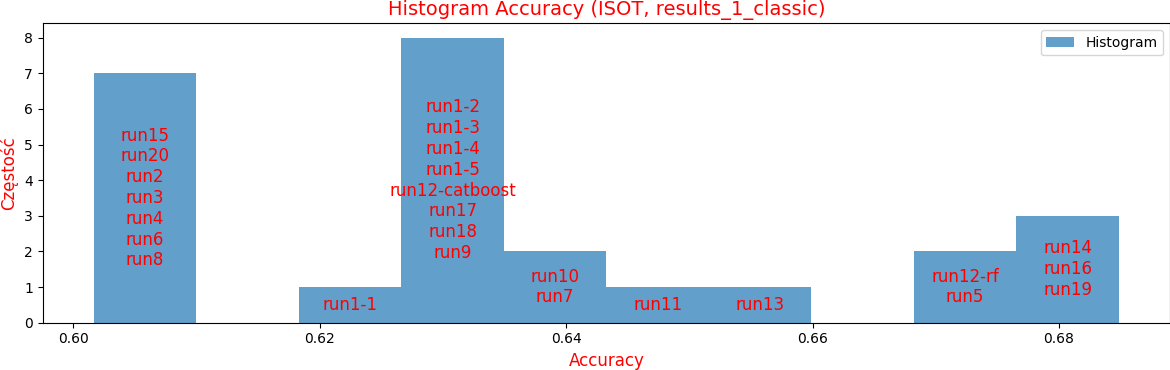 Histogram Accuracy (ISOT, results_1_classic)
Histogram
Częstość
8
7
6
5
4
3
2
1
0
run15
run20
run2
run3
run4
run6
run8
run1-1
run1-2
run1-3
run1-4
run1-5
run12-catboost
run17
run18
run9
run10
run7
run11
run13
run12-rf
run5
run14
run16
run19
0.60 0.62 0.64 0.66 0.68
Accuracy